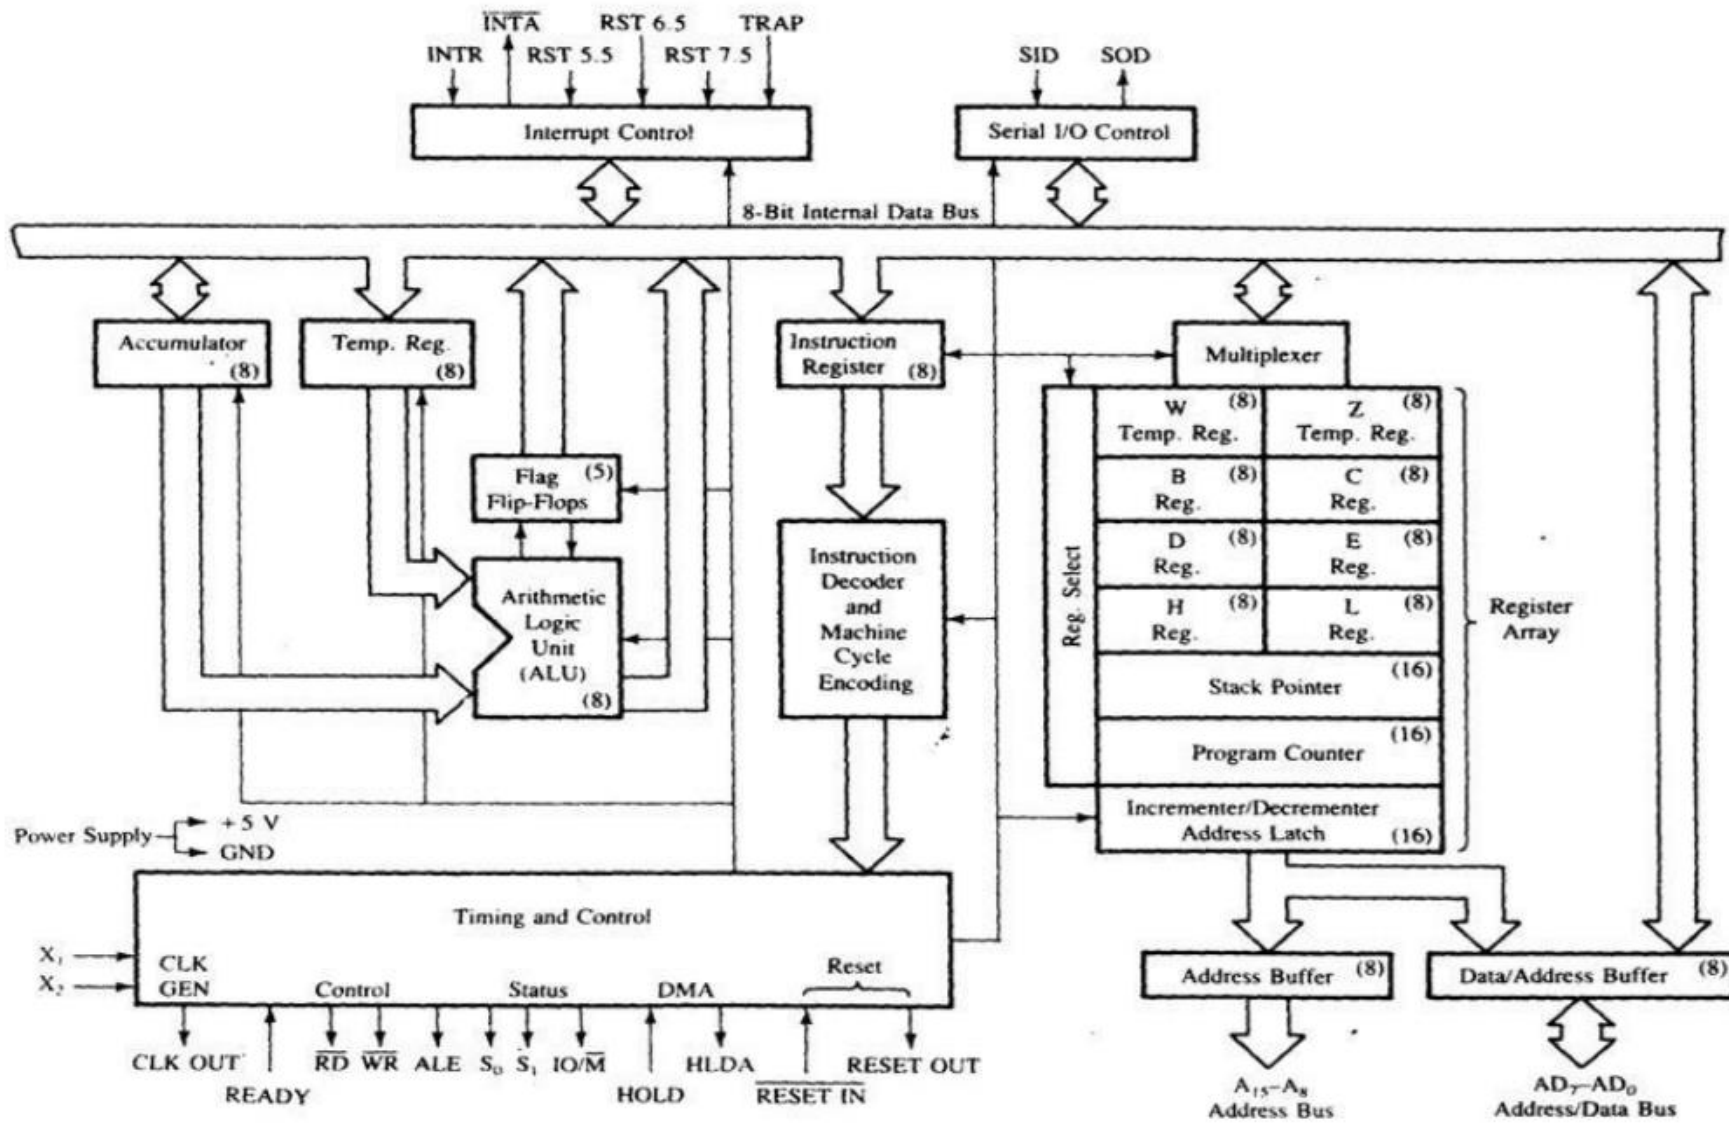 INTA RST 6.5 TRAP
INTR RST 5.5 RST 7.5
SID SOD
Interrupt Control
Serial I/O Control
8-Bit Internal Data Bus
Accumulator
(8)
Temp. Reg.
(8)
Instruction
Register (8)
Multiplexer
Flag (5)
Flip-Flops
Arithmetic
Logic
Unit
(ALU)
(8)
Instruction
Decoder
and
Machine
Cycle
Encoding
Reg. Select
W (8)
Temp. Reg.
Z (8)
Temp. Reg.
B (8)
Reg.
C (8)
Reg.
D (8)
Reg.
E (8)
Reg.
H (8)
Reg.
L (8)
Reg.
Stack Pointer (16)
Program Counter (16)
Incrementer/Decrementer
Address Latch (16)
Register
Array
Power Supply
+5 V
GND
Timing and Control
X₁
X₂
CLK
GEN
Control
Status
DMA
Reset
CLK OUT
READY
RD WR ALE S₀ S₁ IO/M
HOLD
HLDA
RESET IN
RESET OUT
Address Buffer (8)
Data/Address Buffer (8)
A₁₅–A₈
Address Bus
AD₇–AD₀
Address/Data Bus